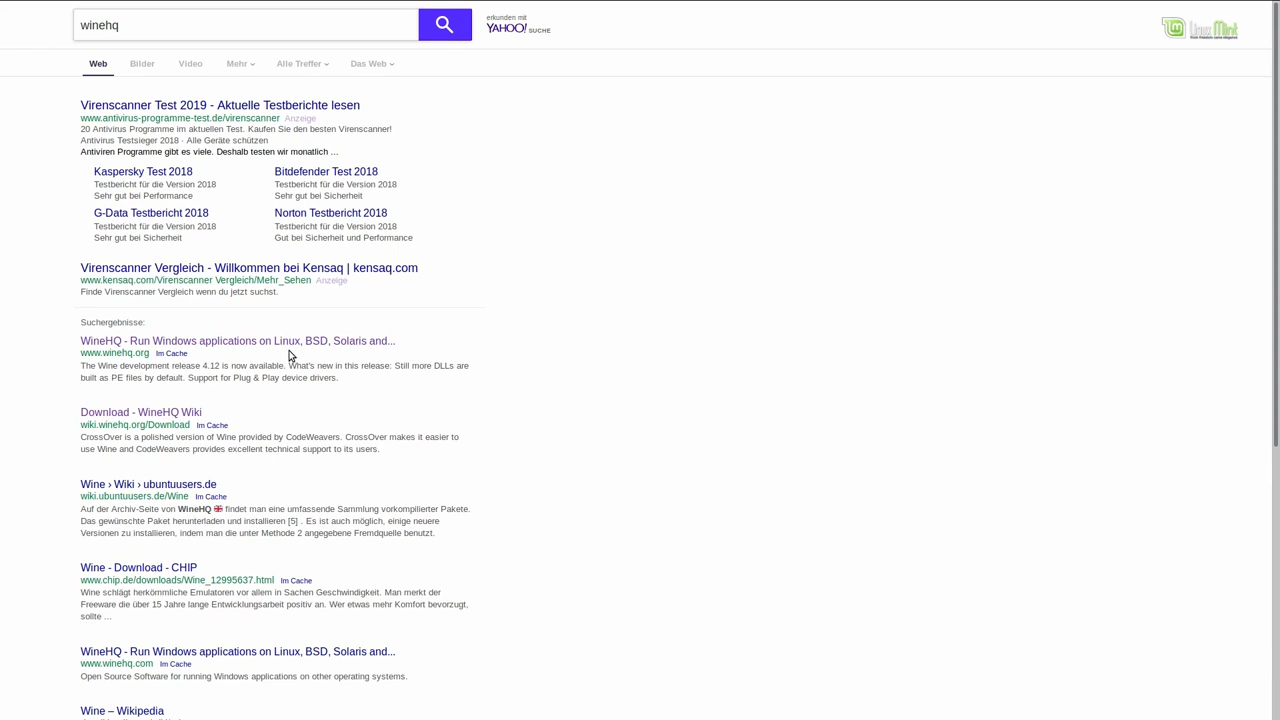 winehq
erkunden mit
YAHOO! SUCHE
Linux Mint
Web Bilder Video Mehr Alle Treffer Das Web
Virenscanner Test 2019 - Aktuelle Testberichte lesen
www.antivirus-programme-test.de/virenscanner Anzeige
20 Antivirus Programme im aktuellen Test. Kaufen Sie den besten Virenscanner!
Antivirus Testsieger 2018 · Alle Geräte schützen
Antiviren Programme gibt es viele. Deshalb testen wir monatlich ...
Kaspersky Test 2018
Testbericht für die Version 2018
Sehr gut bei Performance
Bitdefender Test 2018
Testbericht für die Version 2018
Sehr gut bei Sicherheit
G-Data Testbericht 2018
Testbericht für die Version 2018
Sehr gut bei Sicherheit
Norton Testbericht 2018
Testbericht für die Version 2018
Gut bei Sicherheit und Performance
Virenscanner Vergleich - Willkommen bei Kensaq | kensaq.com
www.kensaq.com/Virenscanner Vergleich/Mehr_Sehen Anzeige
Finde Virenscanner Vergleich wenn du jetzt suchst.
Suchergebnisse:
WineHQ - Run Windows applications on Linux, BSD, Solaris and...
www.winehq.org Im Cache
The Wine development release 4.12 is now available. What's new in this release: Still more DLLs are
built as PE files by default. Support for Plug & Play device drivers.
Download - WineHQ Wiki
wiki.winehq.org/Download Im Cache
CrossOver is a polished version of Wine provided by CodeWeavers. CrossOver makes it easier to
use Wine and CodeWeavers provides excellent technical support to its users.
Wine › Wiki › ubuntuusers.de
wiki.ubuntuusers.de/Wine Im Cache
Auf der Archiv-Seite von WineHQ 🇬🇧 findet man eine umfassende Sammlung vorkompilierter Pakete.
Das gewünschte Paket herunterladen und installieren [5] . Es ist auch möglich, einige neuere
Versionen zu installieren, indem man die unter Methode 2 angegebene Fremdquelle benutzt.
Wine - Download - CHIP
www.chip.de/downloads/Wine_12995637.html Im Cache
Wine schlägt herkömmliche Emulatoren vor allem in Sachen Geschwindigkeit. Man merkt der
Freeware die über 15 Jahre lange Entwicklungsarbeit positiv an. Wer etwas mehr Komfort bevorzugt,
sollte ...
WineHQ - Run Windows applications on Linux, BSD, Solaris and...
www.winehq.com Im Cache
Open Source Software for running Windows applications on other operating systems.
Wine – Wikipedia